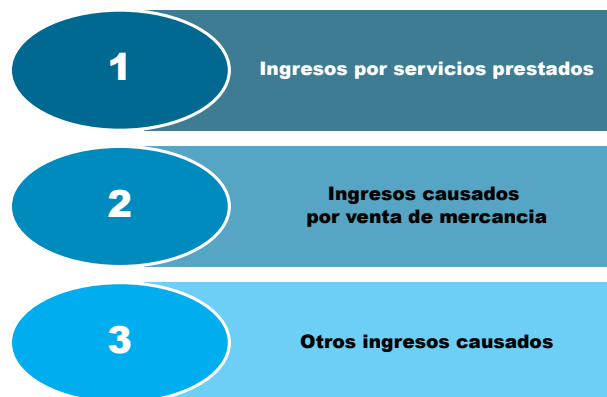 1
Ingresos por servicios prestados
2
Ingresos causados
por venta de mercancia
3
Otros ingresos causados